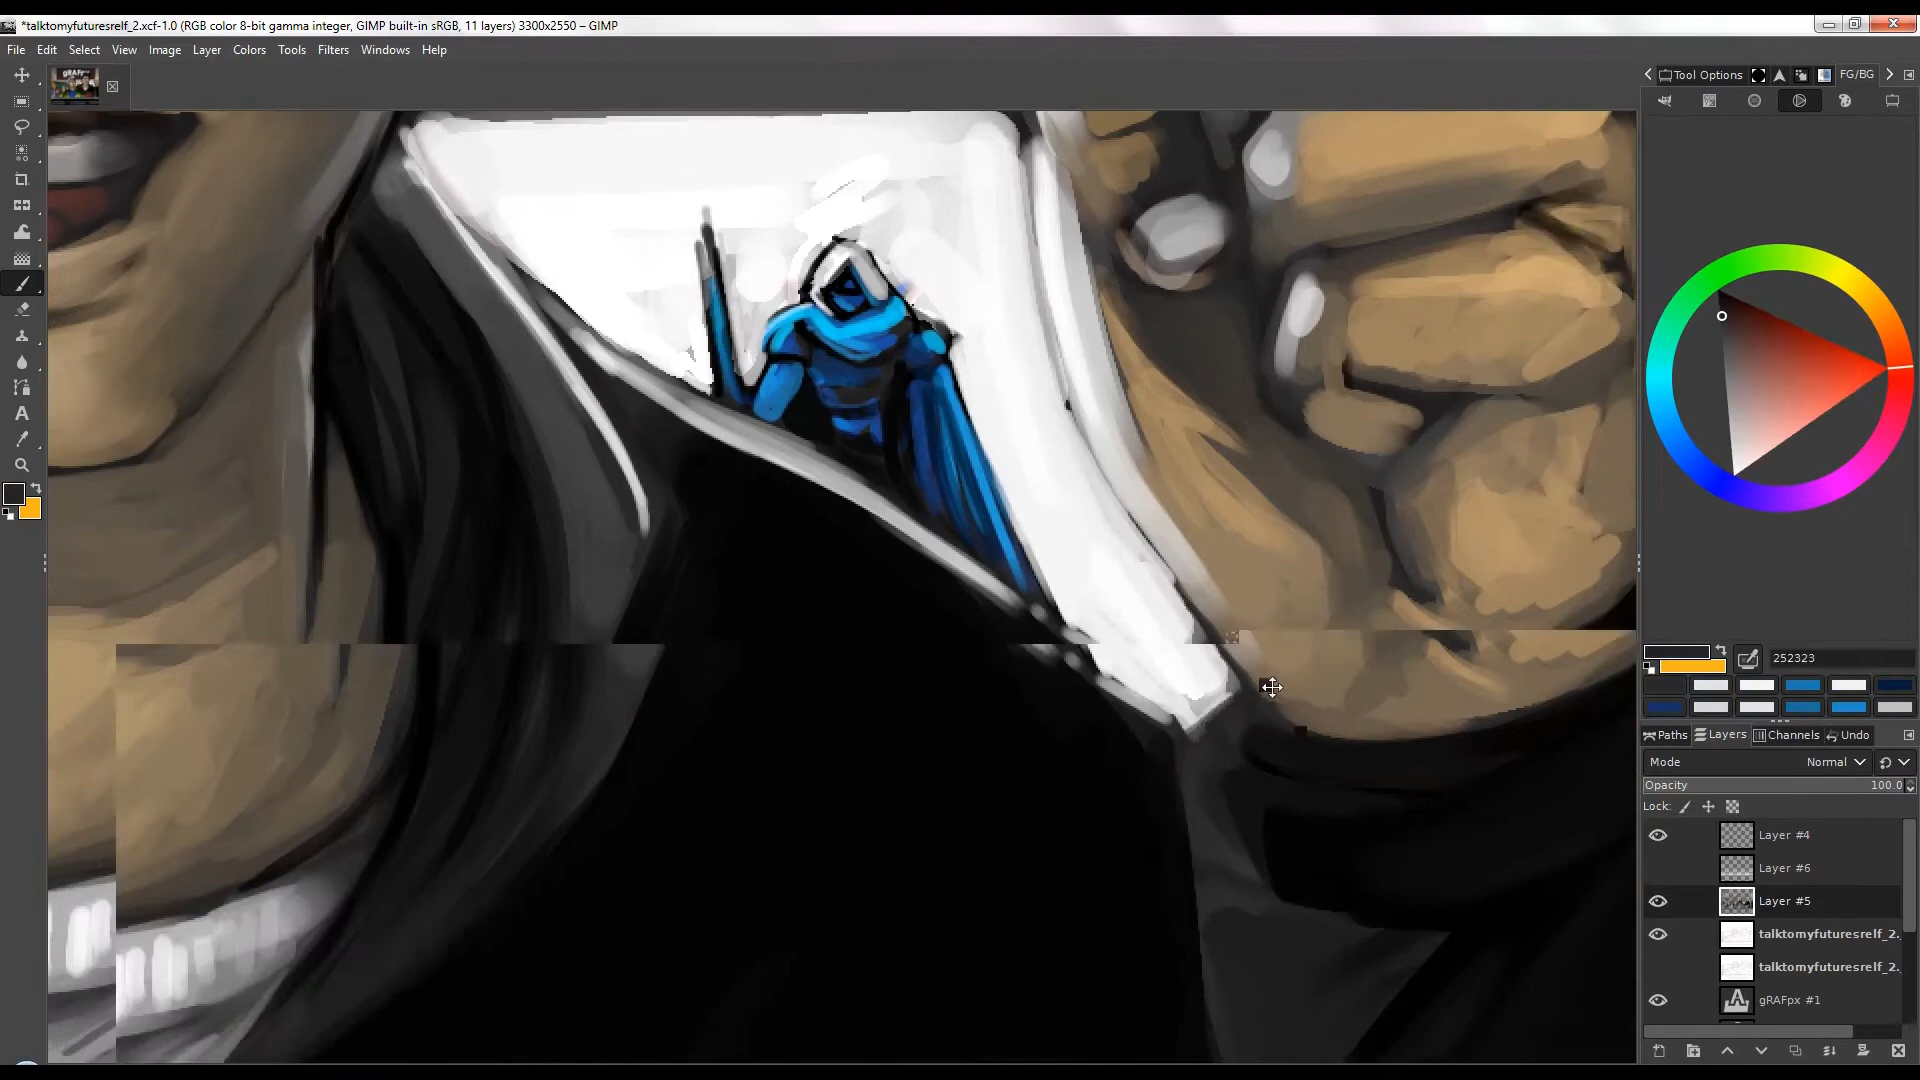 *talktomyfuturesrelf_2.xcf-1.0 (RGB color 8-bit gamma integer, GIMP built-in sRGB, 11 layers) 3300x2550 – GIMP
File Edit Select View Image Layer Colors Tools Filters Windows Help
Tool Options FG/BG
252323
Paths Layers Channels Undo
Mode Normal
Opacity 100.0
Lock:
Layer #4
Layer #6
Layer #5
talktomyfuturesrelf_2.
talktomyfuturesrelf_2.
gRAFpx #1